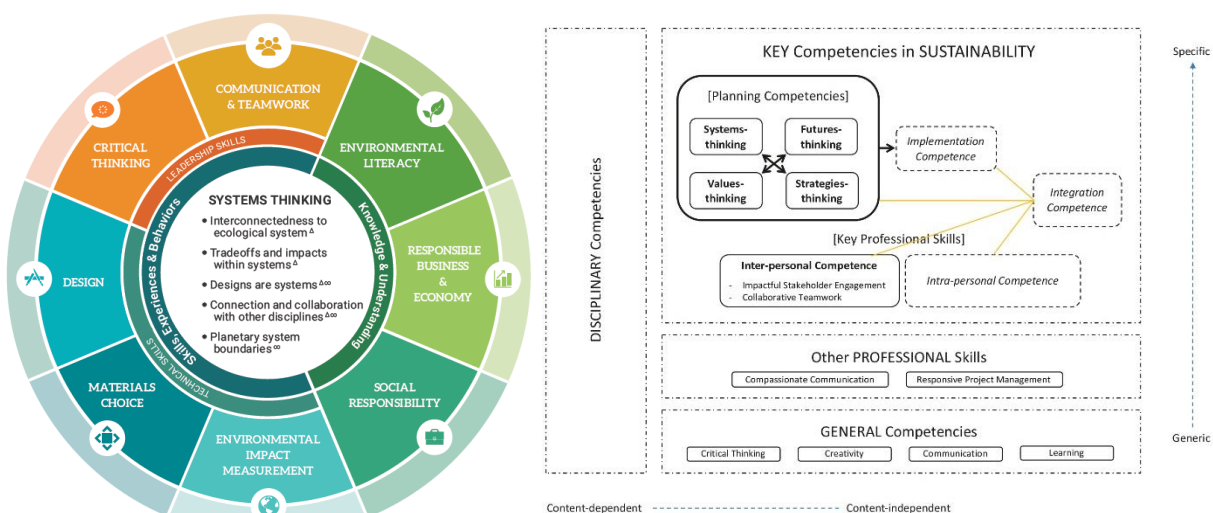 COMMUNICATION
& TEAMWORK
ENVIRONMENTAL
LITERACY
RESPONSIBLE
BUSINESS
&
ECONOMY
SOCIAL
RESPONSIBILITY
ENVIRONMENTAL
IMPACT
MEASUREMENT
MATERIALS
CHOICE
DESIGN
CRITICAL
THINKING
LEADERSHIP SKILLS
TECHNICAL SKILLS
Skills, Experiences & Behaviors
Knowledge & Understanding
SYSTEMS THINKING
• Interconnectedness to
ecological system Δ
• Tradeoffs and impacts
within systems Δ
• Designs are systems Δ∞
• Connection and collaboration
with other disciplines Δ∞
• Planetary system
boundaries ∞
DISCIPLINARY Competencies
KEY Competencies in SUSTAINABILITY
[Planning Competencies]
Systems-
thinking
Futures-
thinking
Values-
thinking
Strategies-
thinking
Implementation
Competence
Integration
Competence
[Key Professional Skills]
Inter-personal Competence
- Impactful Stakeholder Engagement
- Collaborative Teamwork
Intra-personal Competence
Other PROFESSIONAL Skills
Compassionate Communication
Responsive Project Management
GENERAL Competencies
Critical Thinking
Creativity
Communication
Learning
Specific
Generic
Content-dependent
Content-independent